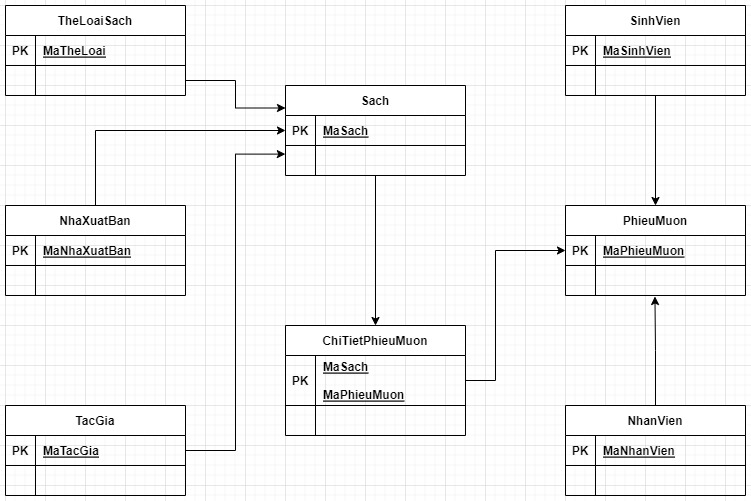 TheLoaiSach
PK MaTheLoai
SinhVien
PK MaSinhVien
Sach
PK MaSach
NhaXuatBan
PK MaNhaXuatBan
PhieuMuon
PK MaPhieuMuon
ChiTietPhieuMuon
PK MaSach
MaPhieuMuon
TacGia
PK MaTacGia
NhanVien
PK MaNhanVien